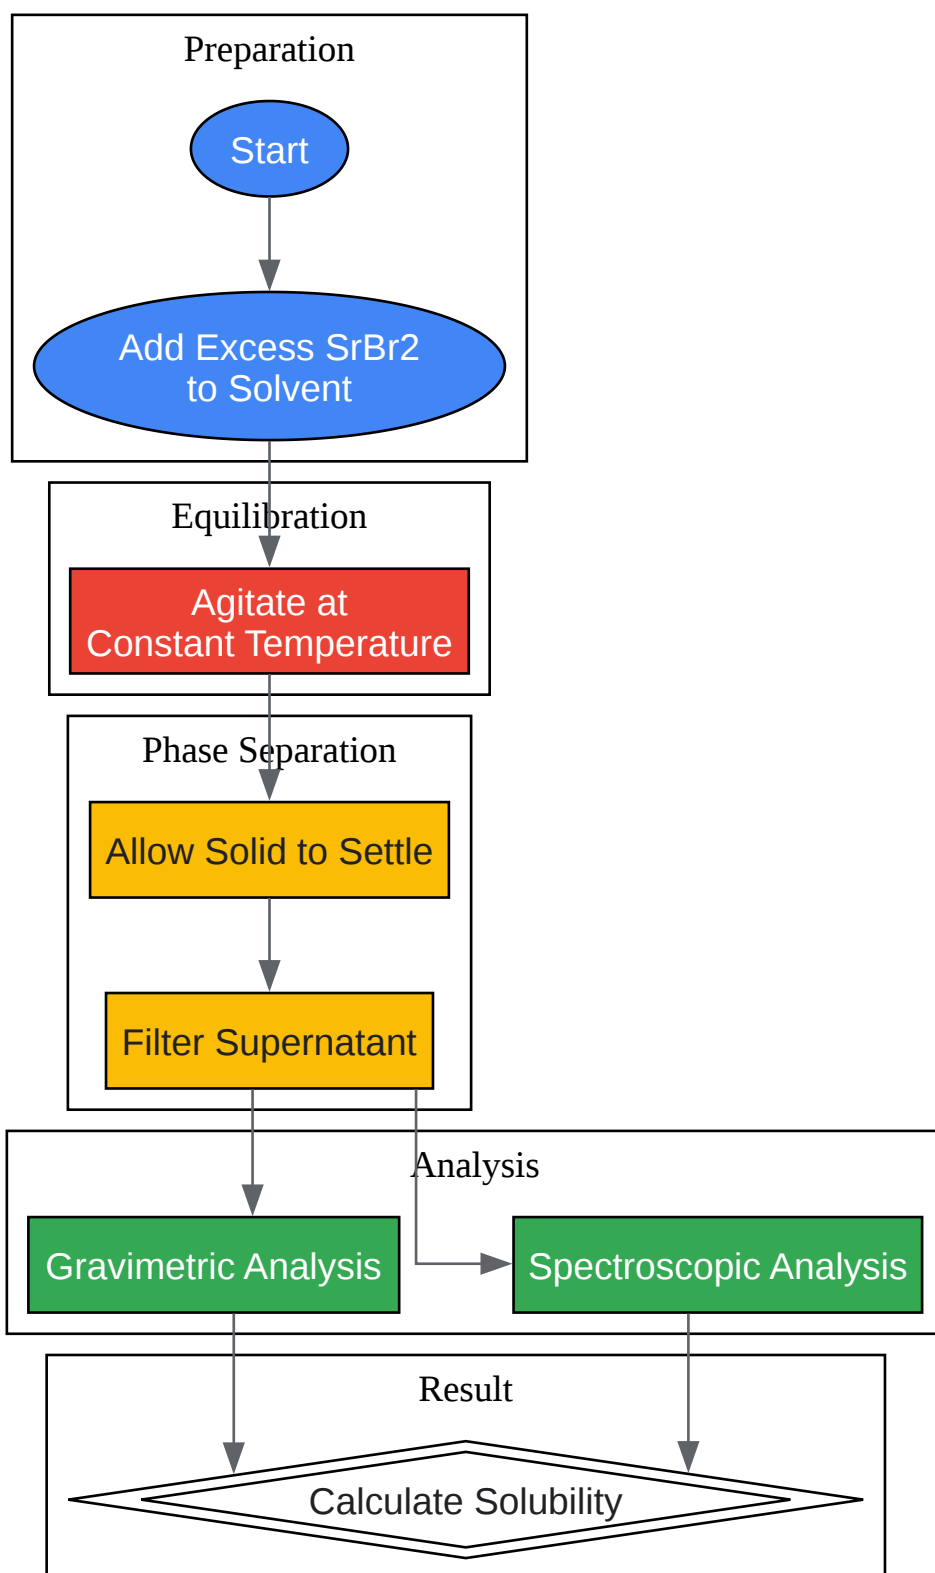 Preparation
Start
Add Excess SrBr2
to Solvent
Equilibration
Agitate at
Constant Temperature
Phase Separation
Allow Solid to Settle
Filter Supernatant
Analysis
Gravimetric Analysis
Spectroscopic Analysis
Result
Calculate Solubility